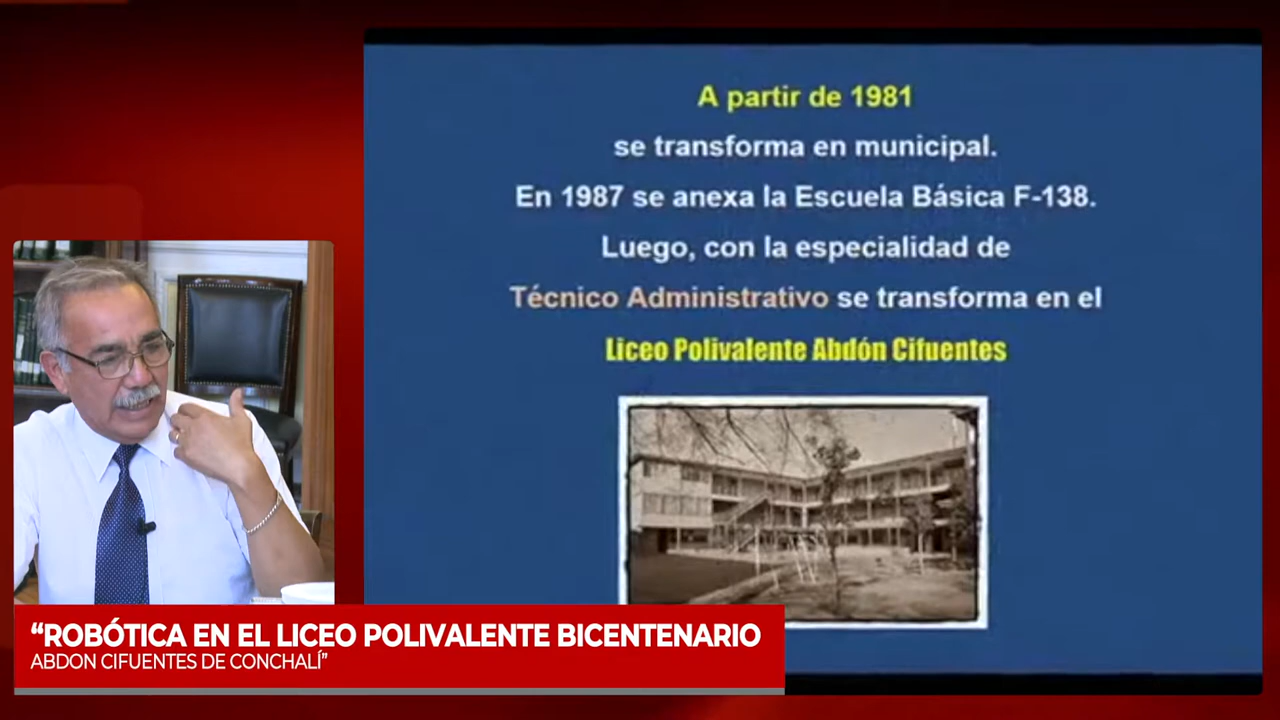 A partir de 1981
se transforma en municipal.
En 1987 se anexa la Escuela Básica F-138.
Luego, con la especialidad de
Técnico Administrativo se transforma en el
Liceo Polivalente Abdón Cifuentes
“ROBÓTICA EN EL LICEO POLIVALENTE BICENTENARIO
ABDON CIFUENTES DE CONCHALÍ”